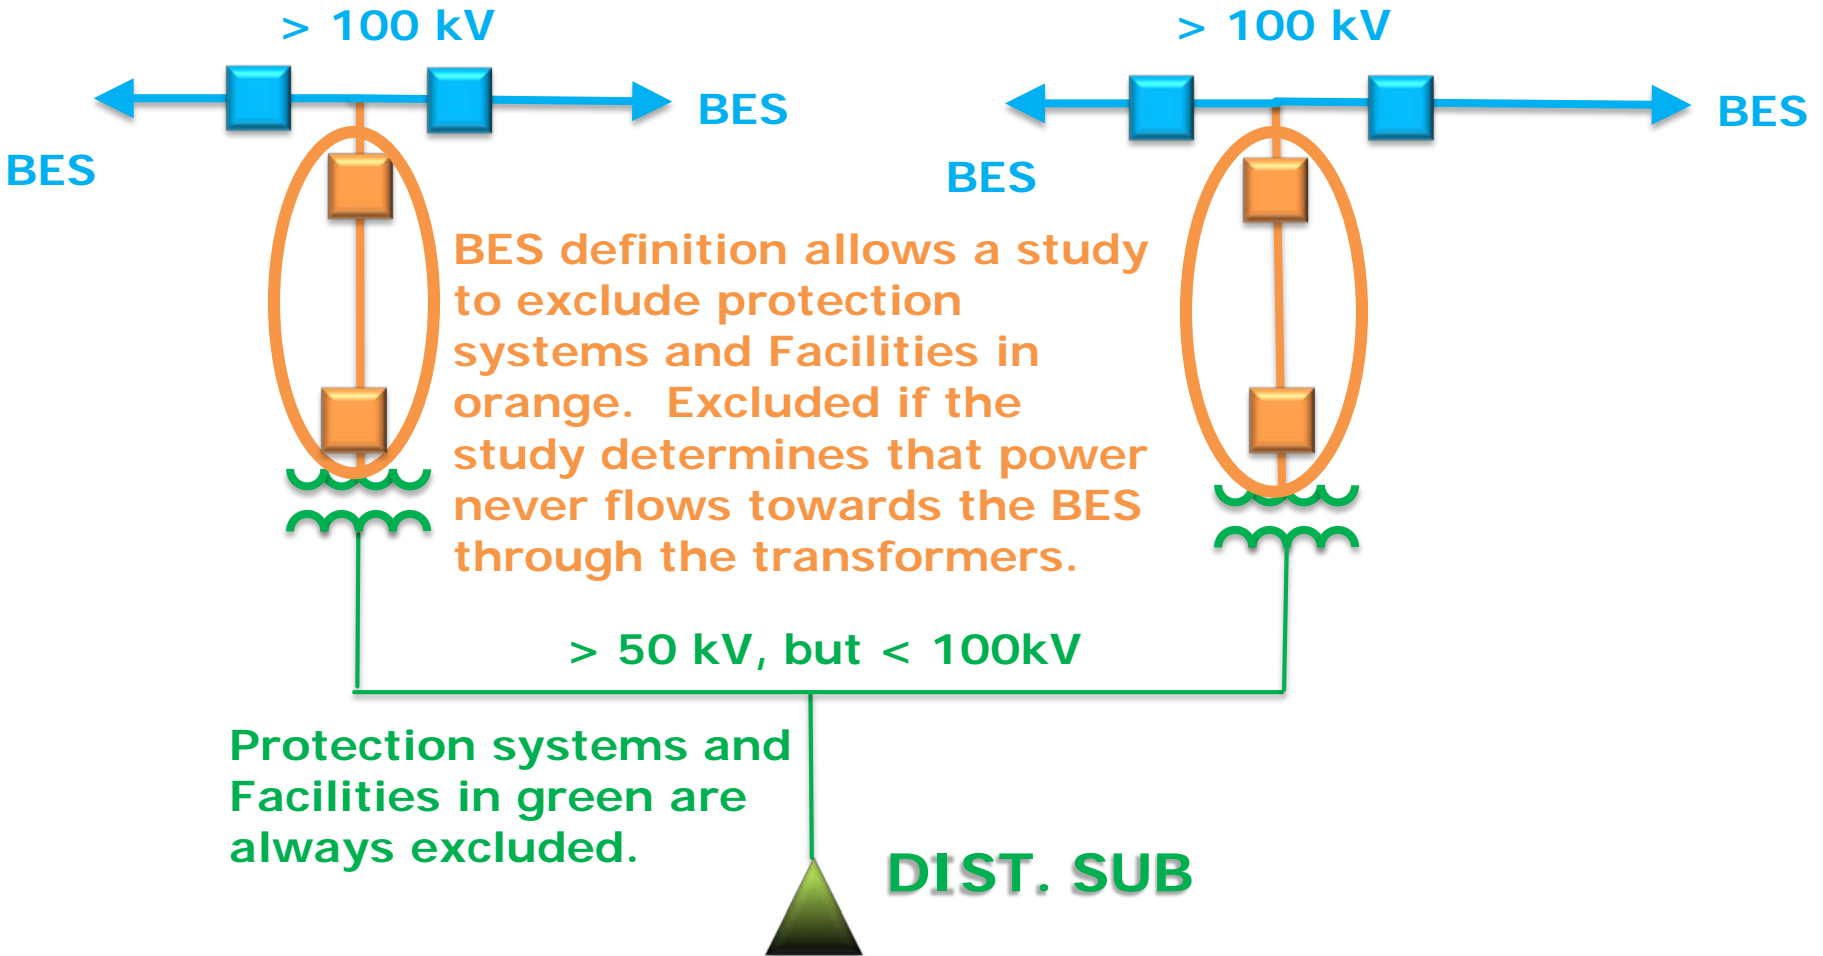 > 100 kV
> 100 kV
BES
BES
BES
BES
BES definition allows a study
to exclude protection
systems and Facilities in
orange.  Excluded if the
study determines that power
never flows towards the BES
through the transformers.
> 50 kV, but < 100kV
Protection systems and
Facilities in green are
always excluded.
DIST. SUB